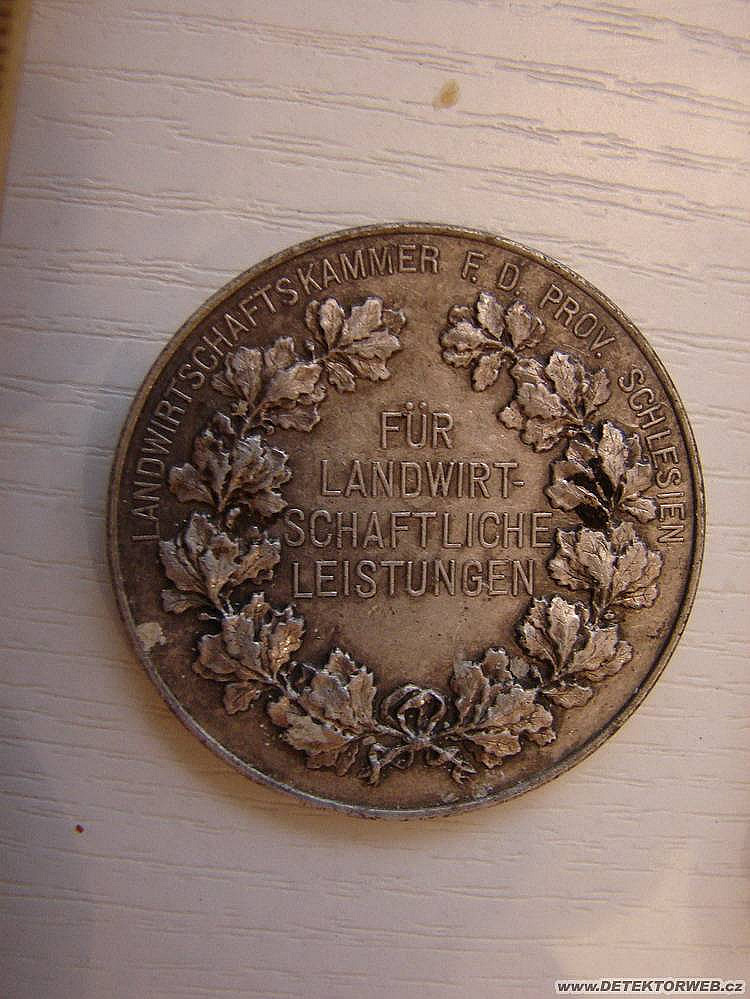 LANDWIRTSCHAFTSKAMMER F. D. PROV. SCHLESIEN
FÜR
LANDWIRT-
SCHAFTLICHE
LEISTUNGEN
www.DETEKTORWEB.cz